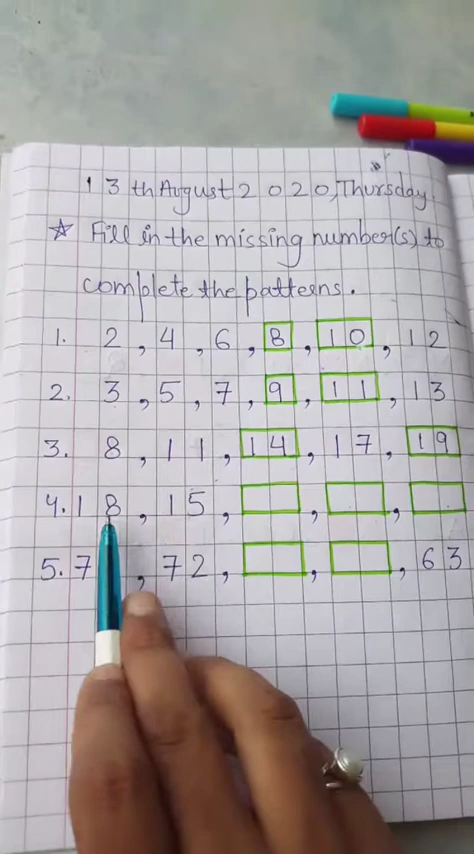 13th August 2020, Thursday.
☆ Fill in the missing number(s) to
complete the patterns.
1. 2, 4, 6, 8, 10, 12
2. 3, 5, 7, 9, 11, 13
3. 8, 11, 14, 17, 19
4. 18, 15, , ,
5. 7 , 72, , , 63